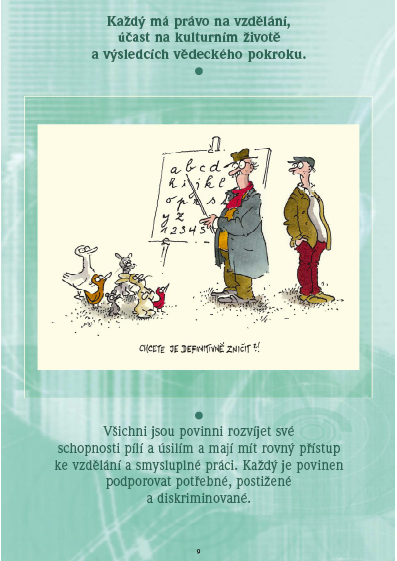 Každý má právo na vzdělání,
účast na kulturním životě
a výsledcích vědeckého pokroku.
a b c d
h i j k l
o p r s
y z
1 2 3 4 5
CHCETE JE DEFINITIVNĚ ZNIČIT ?!
Všichni jsou povinni rozvíjet své
schopnosti pílí a úsilím a mají mít rovný přístup
ke vzdělání a smysluplné práci. Každý je povinen
podporovat potřebné, postižené
a diskriminované.
9